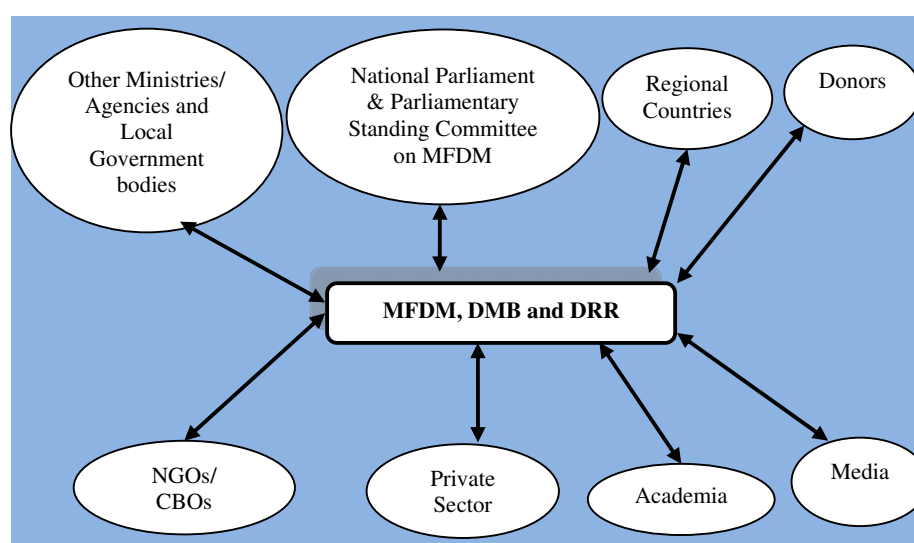 Other Ministries/
Agencies and
Local
Government
bodies
National Parliament
& Parliamentary
Standing Committee
on MFDM
Regional
Countries
Donors
MFDM, DMB and DRR
NGOs/
CBOs
Private
Sector
Academia
Media